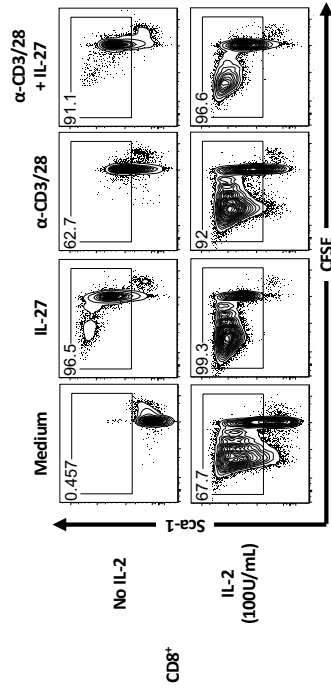 Medium
IL-27
α-CD3/28
α-CD3/28
+ IL-27
CD8⁺
No IL-2
0.457
96.5
62.7
91.1
IL-2
(100U/mL)
67.7
99.3
92
96.6
Sca-1
CFSE